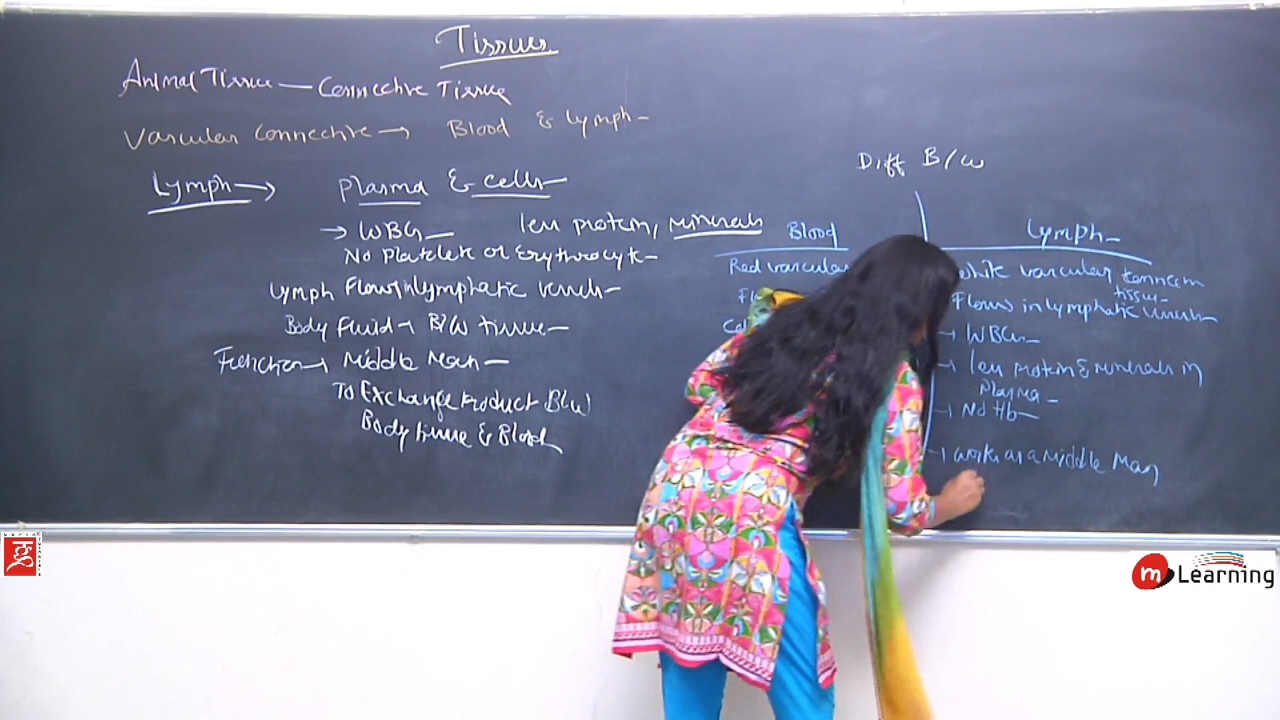 Tissues
Animal Tissue — Connective Tissue
Vascular Connective → Blood & Lymph
Lymph → Plasma & cells
→ WBCs less protein, minerals
No Platelete or Erythrocyte
Lymph Flows in lymphatic vessels
Body Fluid → B/W tissue
Function → Middle Man
To Exchange Product B/W
Body tissue & Blood
Diff B/W
Blood
Red vascular
Lymph
White vascular connective
tissue
Flows in lymphatic vessels
→ WBCs
→ less protein & minerals in
Plasma
→ No Hb
→ work as a Middle Man
m Learning